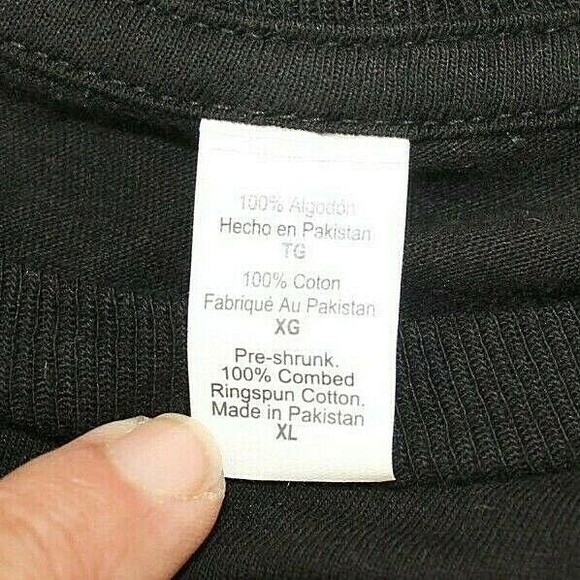 100% Algodón
Hecho en Pakistan
TG
100% Coton
Fabriqué Au Pakistan
XG
Pre-shrunk.
100% Combed
Ringspun Cotton.
Made in Pakistan
XL